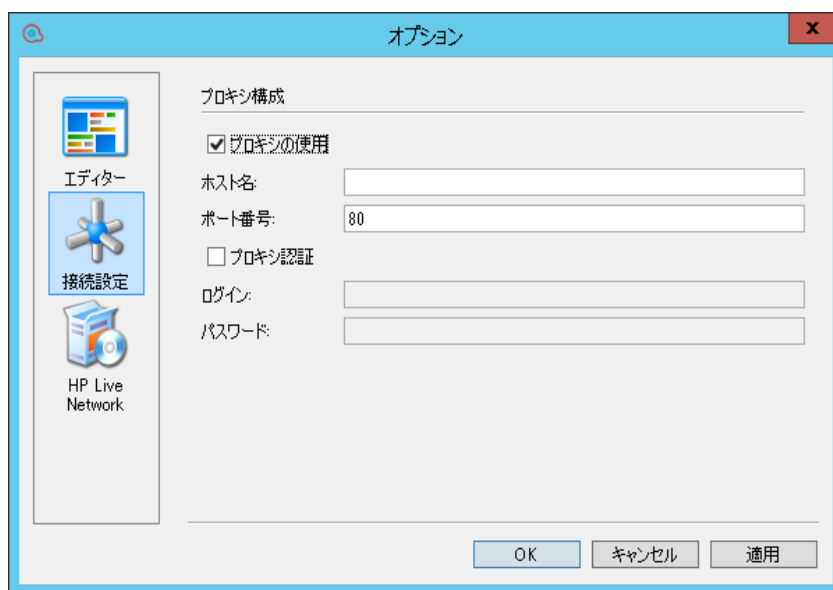 オプション
エディター
接続設定
HP Live
Network
プロキシ構成
プロキシの使用
ホスト名:
ポート番号:
80
プロキシ認証
ログイン:
パスワード:
OK
キャンセル
適用